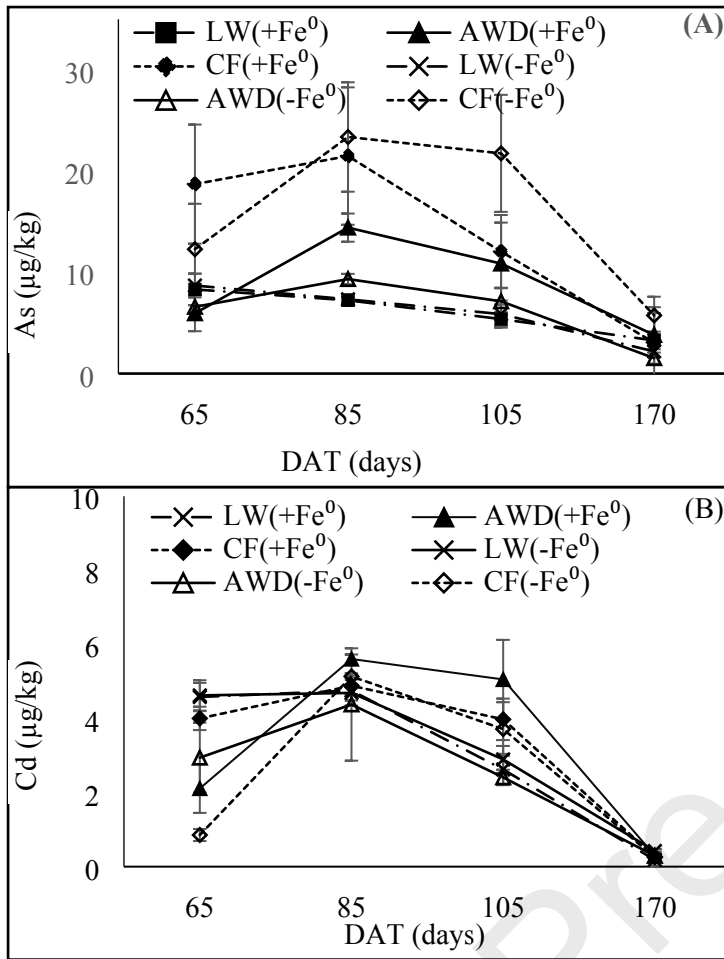 (A)
LW(+Fe⁰) AWD(+Fe⁰)
CF(+Fe⁰) LW(-Fe⁰)
AWD(-Fe⁰) CF(-Fe⁰)
30
20
10
0
As (µg/kg)
65 85 105 170
DAT (days)
(B)
LW(+Fe⁰) AWD(+Fe⁰)
CF(+Fe⁰) LW(-Fe⁰)
AWD(-Fe⁰) CF(-Fe⁰)
10
8
6
4
2
0
Cd (µg/kg)
65 85 105 170
DAT (days)
Pre